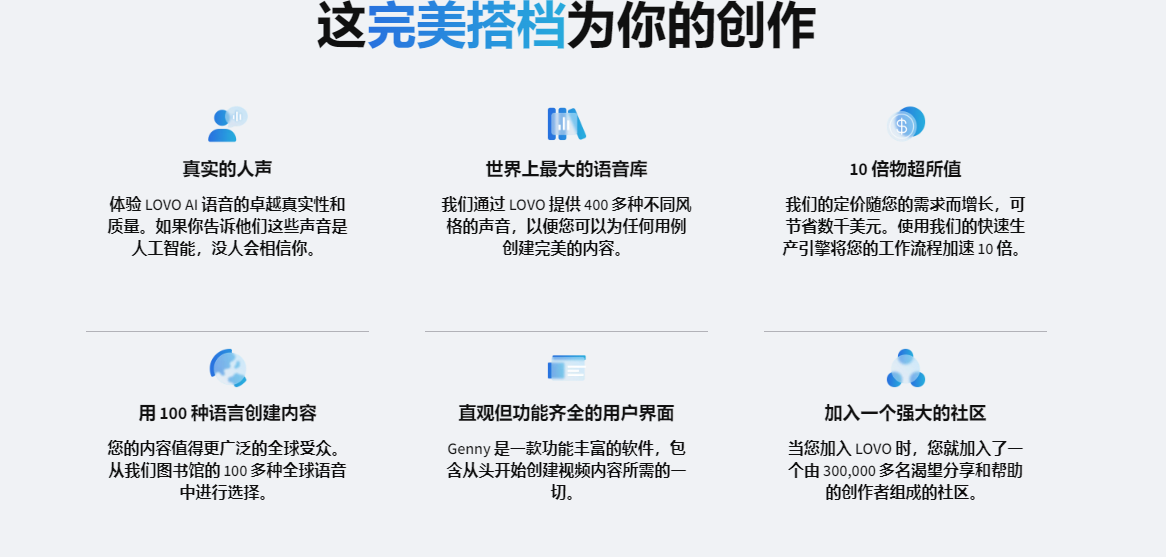 这完美搭档为你的创作
真实的人声
体验 LOVO AI 语音的卓越真实性和
质量。如果你告诉他们这些声音是
人工智能，没人会相信你。
世界上最大的语音库
我们通过 LOVO 提供 400 多种不同风
格的声音，以便您可以为任何用例
创建完美的内容。
10 倍物超所值
我们的定价随您的需求而增长，可
节省数千美元。使用我们的快速生
产引擎将您的工作流程加速 10 倍。
用 100 种语言创建内容
您的内容值得更广泛的全球受众。
从我们图书馆的 100 多种全球语音
中进行选择。
直观但功能齐全的用户界面
Genny 是一款功能丰富的软件，包
含从头开始创建视频内容所需的一
切。
加入一个强大的社区
当您加入 LOVO 时，您就加入了一
个由 300,000 多名渴望分享和帮助
的创作者组成的社区。